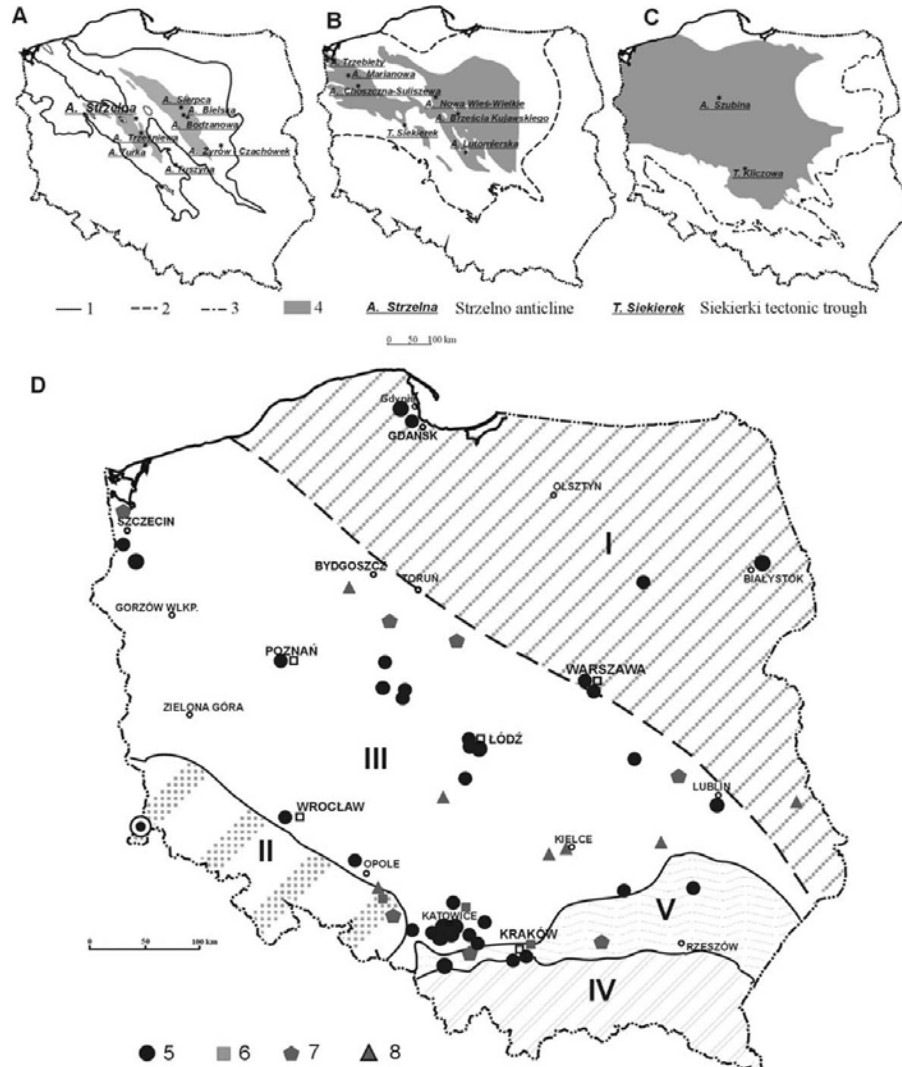 A
A. Sierpca
A. Strzelna
A. Bielska
A. Bodzanowa
A. Trześniewa
A. Turka
A. Żyrów i Czachówek
A. Tuszyna
B
A. Trzebieży
A. Marianowa
A. Choszczna-Suliszewa
A. Nowa Wieś-Wielkie
A. Brześcia Kujawskiego
T. Siekierek
A. Lutomierska
C
A. Szubina
T. Kliczowa
1
2
3
4
A. Strzelna
Strzelno anticline
T. Siekierek
Siekierki tectonic trough
0 50 100 km
D
Gdynia
GDAŃSK
OLSZTYN
SZCZECIN
I
BIAŁYSTOK
BYDGOSZCZ
TORUŃ
GORZÓW WLKP.
POZNAŃ
WARSZAWA
ZIELONA GÓRA
ŁÓDŹ
III
LUBLIN
WROCŁAW
II
KIELCE
OPOLE
V
KATOWICE
KRAKÓW
RZESZÓW
IV
0 50 100 km
5
6
7
8